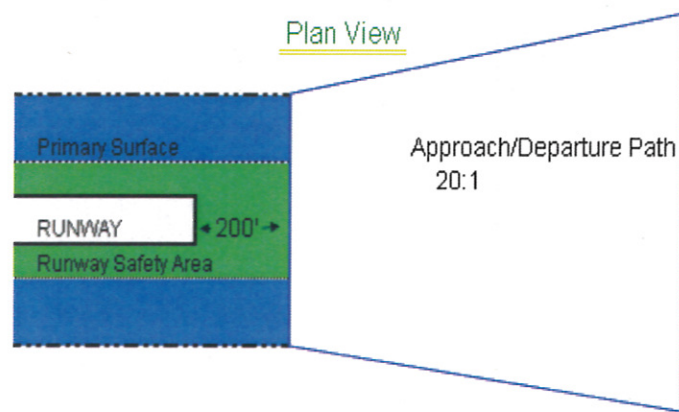 Plan View
Primary Surface
Approach/Departure Path
20:1
RUNWAY
200'
Runway Safety Area